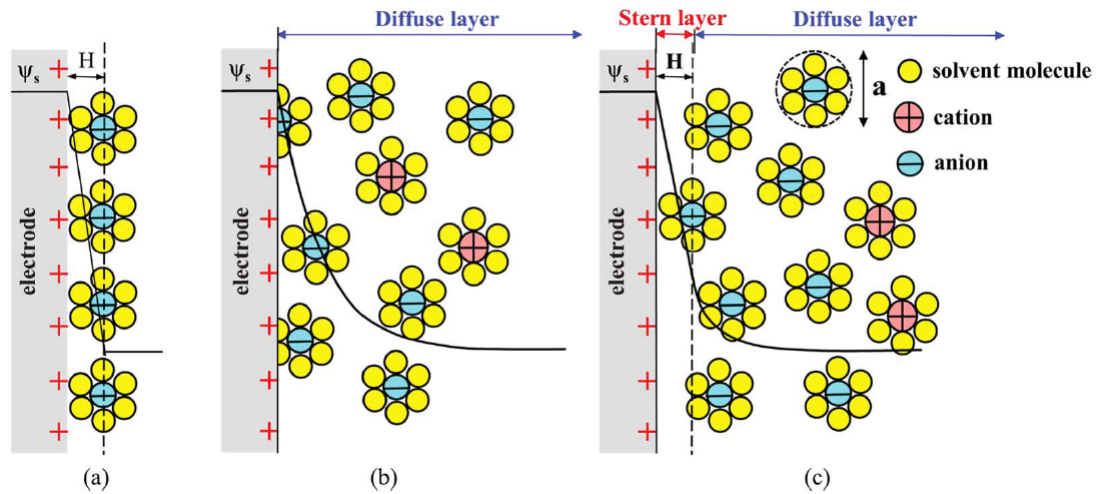 H
ψs
electrode
(a)
Diffuse layer
ψs
electrode
(b)
Stern layer
Diffuse layer
H
ψs
electrode
a
solvent molecule
cation
anion
(c)